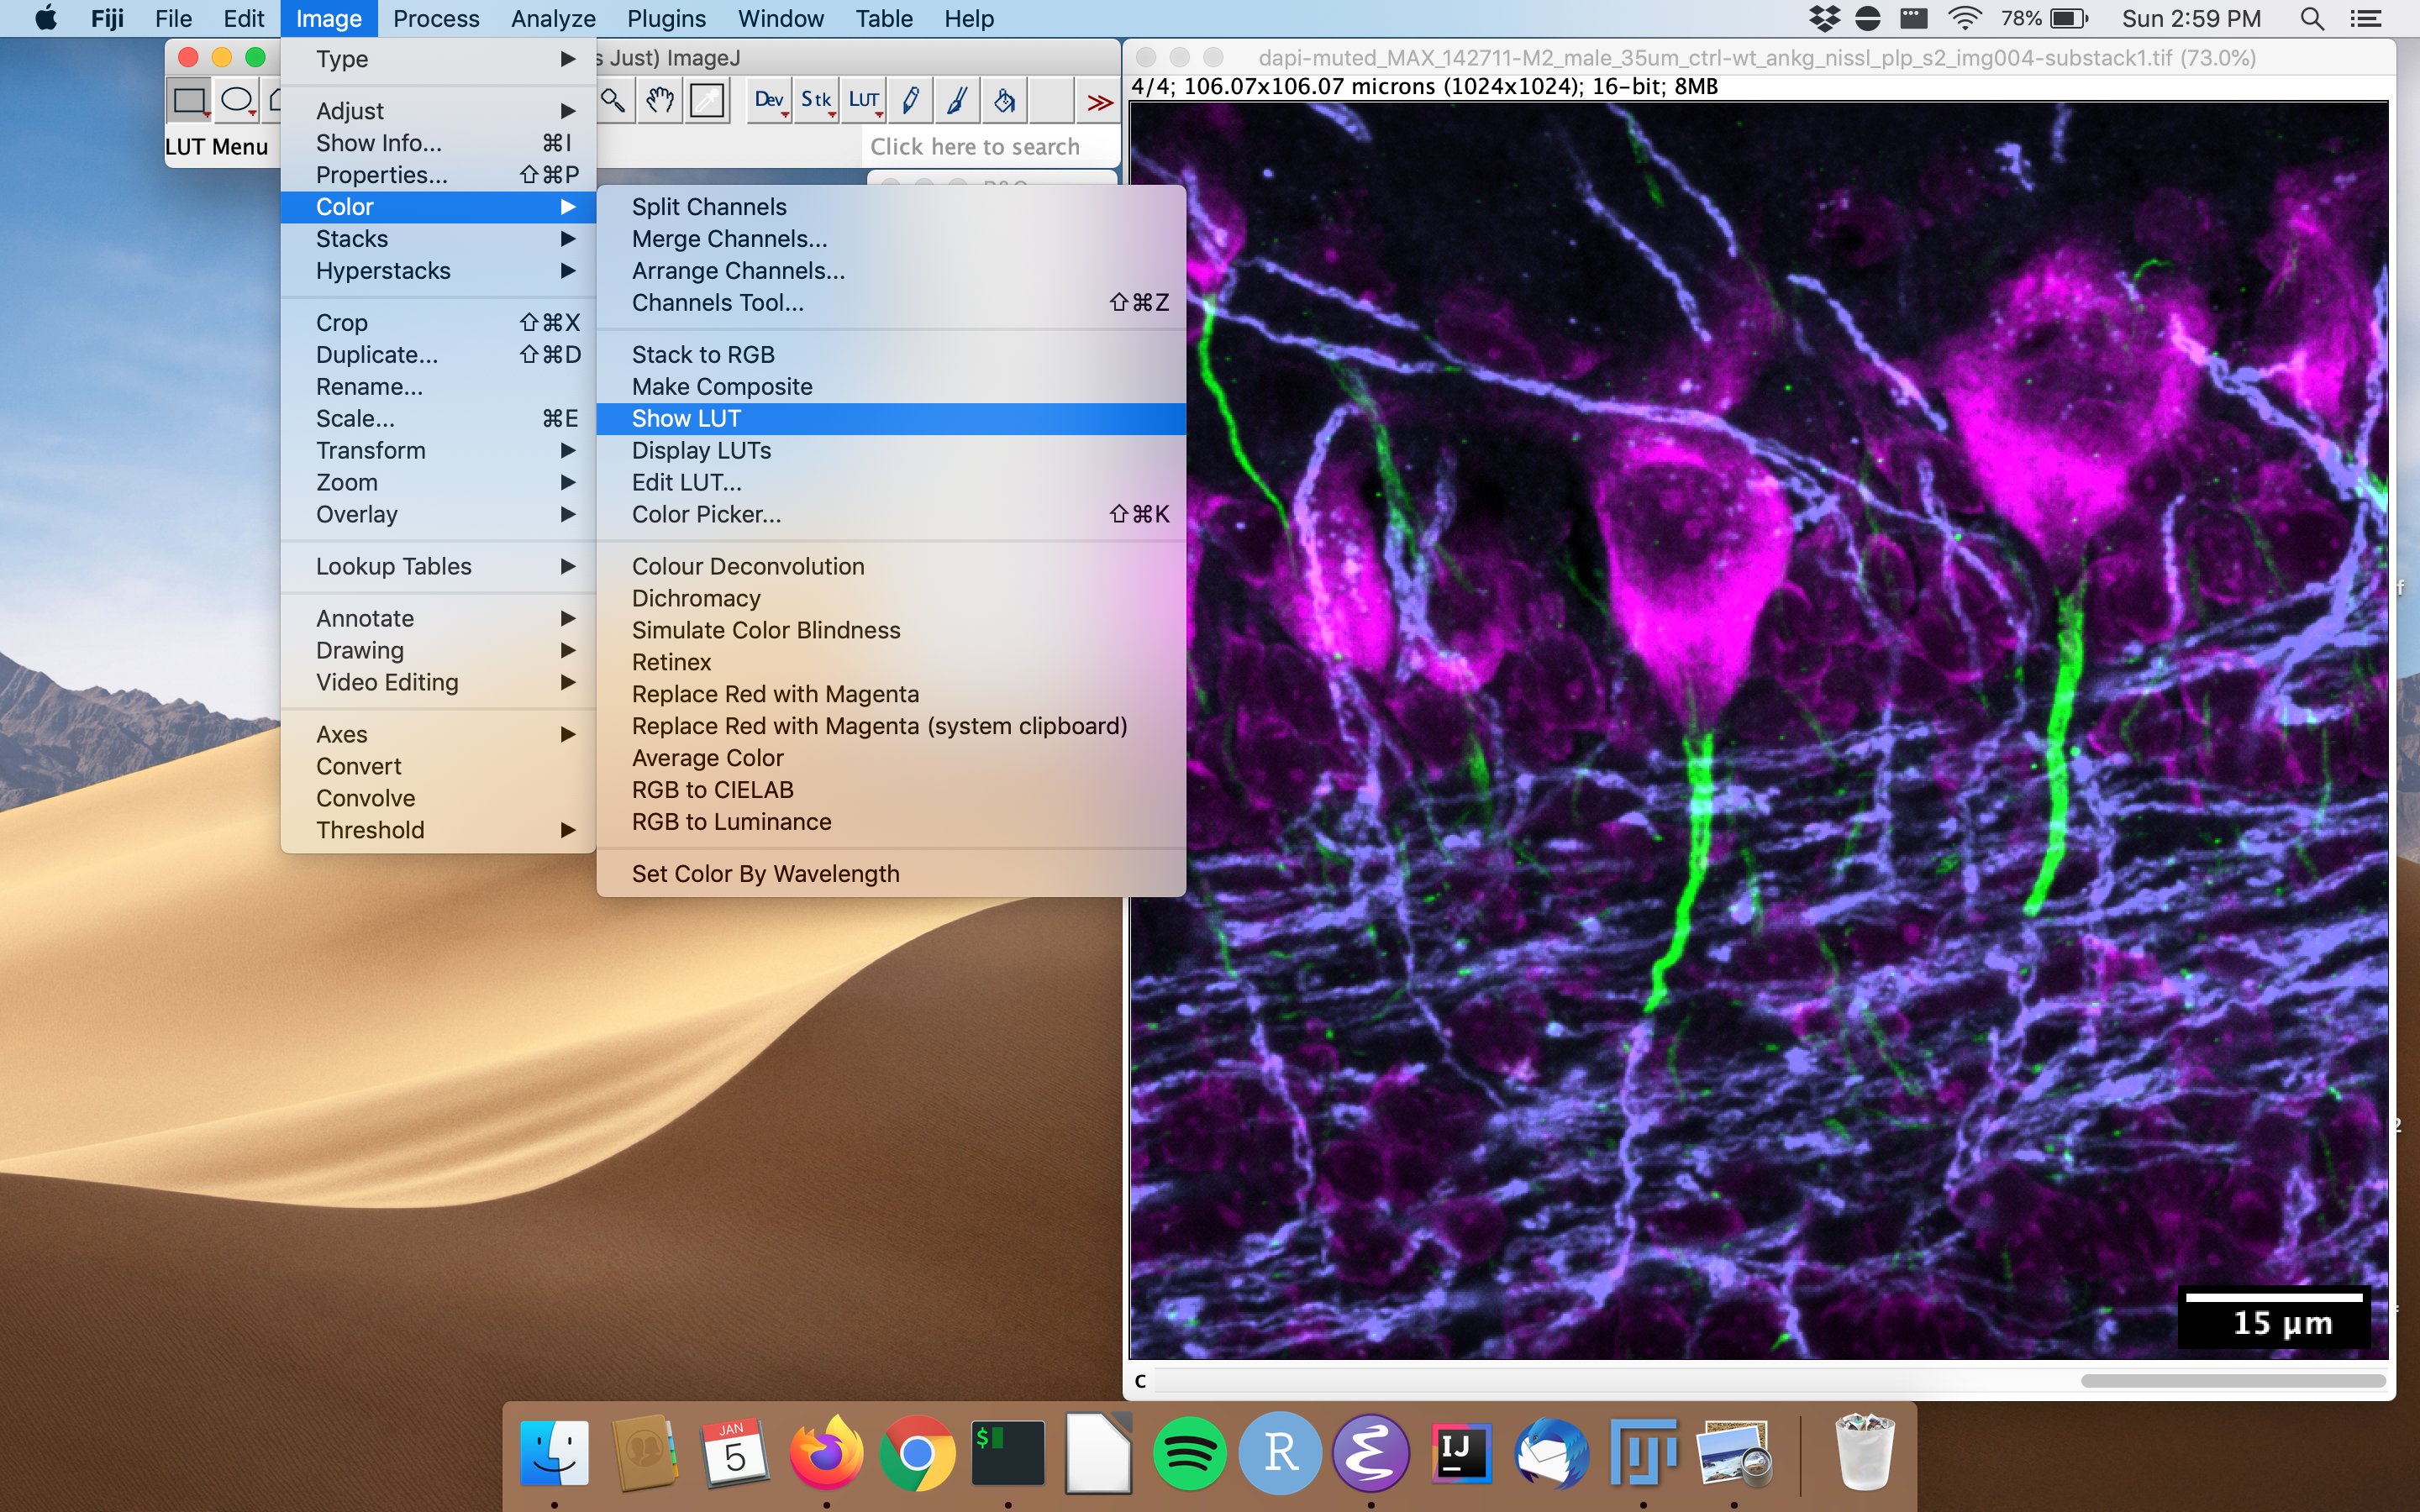 Fiji File Edit Image Process Analyze Plugins Window Table Help 78% Sun 2:59 PM
s Just) ImageJ
Dev Stk LUT
LUT Menu Click here to search
Type
Adjust
Show Info... ⌘I
Properties... ⇧⌘P
Color
Stacks
Hyperstacks
Crop ⇧⌘X
Duplicate... ⇧⌘D
Rename...
Scale... ⌘E
Transform
Zoom
Overlay
Lookup Tables
Annotate
Drawing
Video Editing
Axes
Convert
Convolve
Threshold
Split Channels
Merge Channels...
Arrange Channels...
Channels Tool... ⇧⌘Z
Stack to RGB
Make Composite
Show LUT
Display LUTs
Edit LUT...
Color Picker... ⇧⌘K
Colour Deconvolution
Dichromacy
Simulate Color Blindness
Retinex
Replace Red with Magenta
Replace Red with Magenta (system clipboard)
Average Color
RGB to CIELAB
RGB to Luminance
Set Color By Wavelength
dapi-muted_MAX_142711-M2_male_35um_ctrl-wt_ankg_nissl_plp_s2_img004-substack1.tif (73.0%)
4/4; 106.07x106.07 microns (1024x1024); 16-bit; 8MB
15 µm
C
JAN
5
$
R
IJ